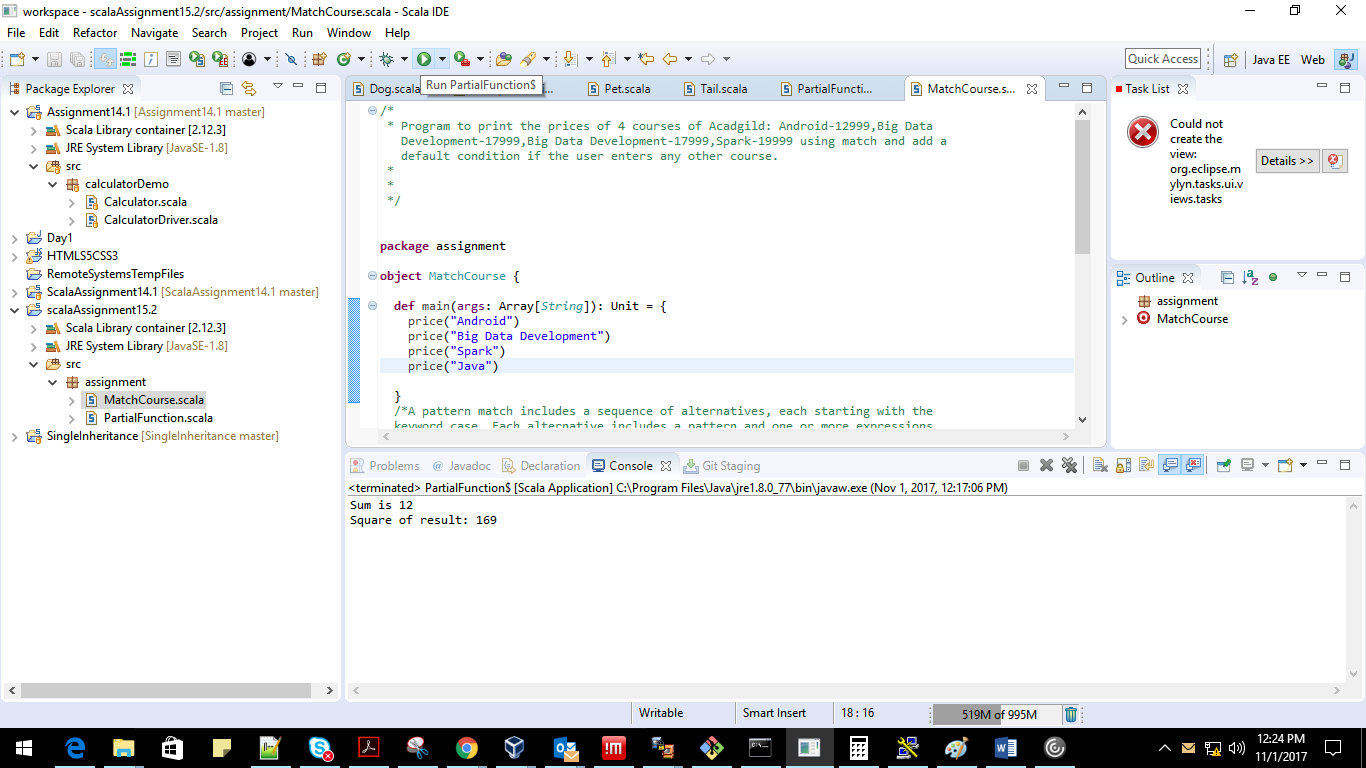 workspace - scalaAssignment15.2/src/assignment/MatchCourse.scala - Scala IDE
File Edit Refactor Navigate Search Project Run Window Help
Quick Access
Java EE
Web
Run PartialFunction$
Package Explorer
Assignment14.1 [Assignment14.1 master]
Scala Library container [2.12.3]
JRE System Library [JavaSE-1.8]
src
calculatorDemo
Calculator.scala
CalculatorDriver.scala
Day1
HTML5CSS3
RemoteSystemsTempFiles
ScalaAssignment14.1 [ScalaAssignment14.1 master]
scalaAssignment15.2
Scala Library container [2.12.3]
JRE System Library [JavaSE-1.8]
src
assignment
MatchCourse.scala
PartialFunction.scala
SingleInheritance [SingleInheritance master]
Dog.scala
...
Pet.scala
Tail.scala
PartialFuncti...
MatchCourse.s...
/*
* Program to print the prices of 4 courses of Acadgild: Android-12999,Big Data
Development-17999,Big Data Development-17999,Spark-19999 using match and add a
default condition if the user enters any other course.
*
*
*/
package assignment
object MatchCourse {
def main(args: Array[String]): Unit = {
price("Android")
price("Big Data Development")
price("Spark")
price("Java")
}
/*A pattern match includes a sequence of alternatives, each starting with the
keyword case. Each alternative includes a pattern and one or more expressions
Task List
Could not
create the
view:
org.eclipse.m
ylyn.tasks.ui.v
iews.tasks
Details >>
Outline
assignment
MatchCourse
Problems
@ Javadoc
Declaration
Console
Git Staging
<terminated> PartialFunction$ [Scala Application] C:\Program Files\Java\jre1.8.0_77\bin\javaw.exe (Nov 1, 2017, 12:17:06 PM)
Sum is 12
Square of result: 169
Writable
Smart Insert
18 : 16
519M of 995M
12:24 PM
11/1/2017